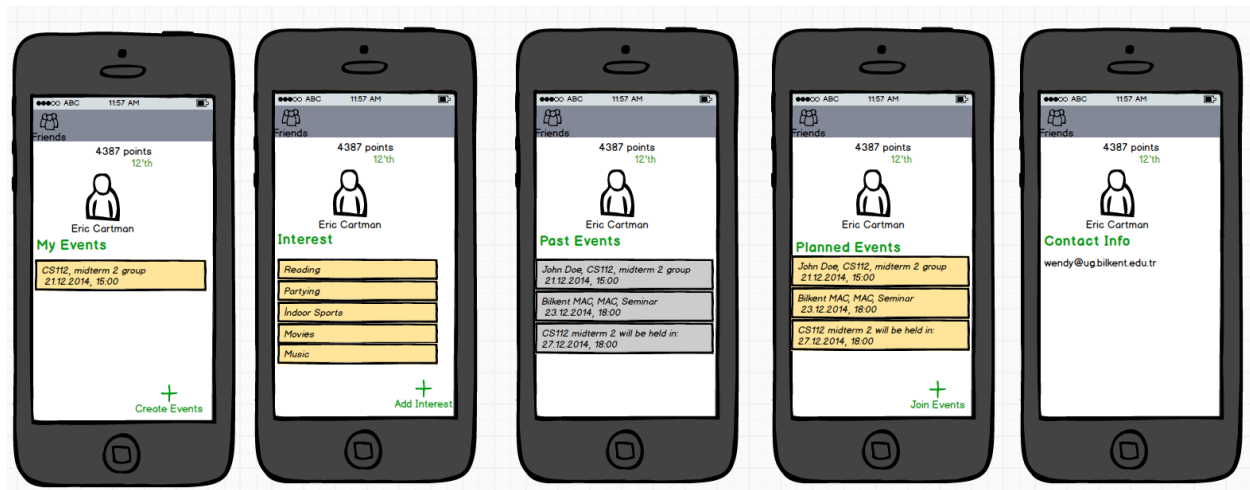 ABC 11:57 AM
Friends
4387 points
12'th
Eric Cartman
My Events
CS112, midterm 2 group
21.12.2014, 15:00
Create Events
ABC 11:57 AM
Friends
4387 points
12'th
Eric Cartman
Interest
Reading
Partying
İndoor Sports
Movies
Music
Add Interest
ABC 11:57 AM
Friends
4387 points
12'th
Eric Cartman
Past Events
John Doe, CS112, midterm 2 group
21.12.2014, 15:00
Bilkent MAC, MAC, Seminar
23.12.2014, 18:00
CS112 midterm 2 will be held in:
27.12.2014, 18:00
ABC 11:57 AM
Friends
4387 points
12'th
Eric Cartman
Planned Events
John Doe, CS112, midterm 2 group
21.12.2014, 15:00
Bilkent MAC, MAC, Seminar
23.12.2014, 18:00
CS112 midterm 2 will be held in:
27.12.2014, 18:00
Join Events
ABC 11:57 AM
Friends
4387 points
12'th
Eric Cartman
Contact Info
wendy@ug.bilkent.edu.tr